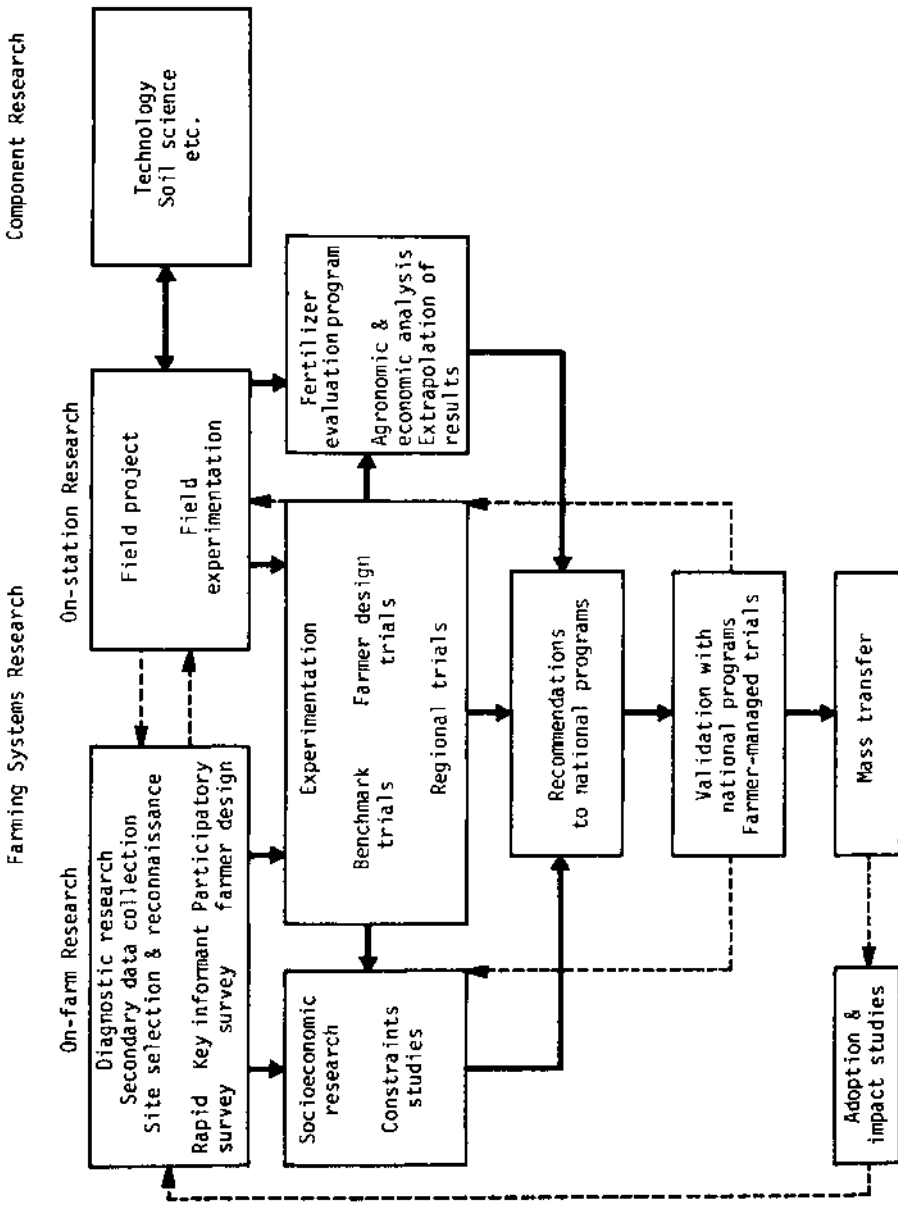 Farming Systems Research
Component Research
On-farm Research
On-station Research
Diagnostic research
Secondary data collection
Site selection & reconnaissance
Rapid Key informant Participatory
survey survey farmer design
Field project
Field
experimentation
Technology
Soil science
etc.
Socioeconomic
research
Constraints
studies
Experimentation
Benchmark Farmer design
trials trials
Regional trials
Fertilizer
evaluation program
Agronomic &
economic analysis
Extrapolation of
results
Recommendations
to national programs
Validation with
national programs
Farmer-managed trials
Adoption &
impact studies
Mass transfer